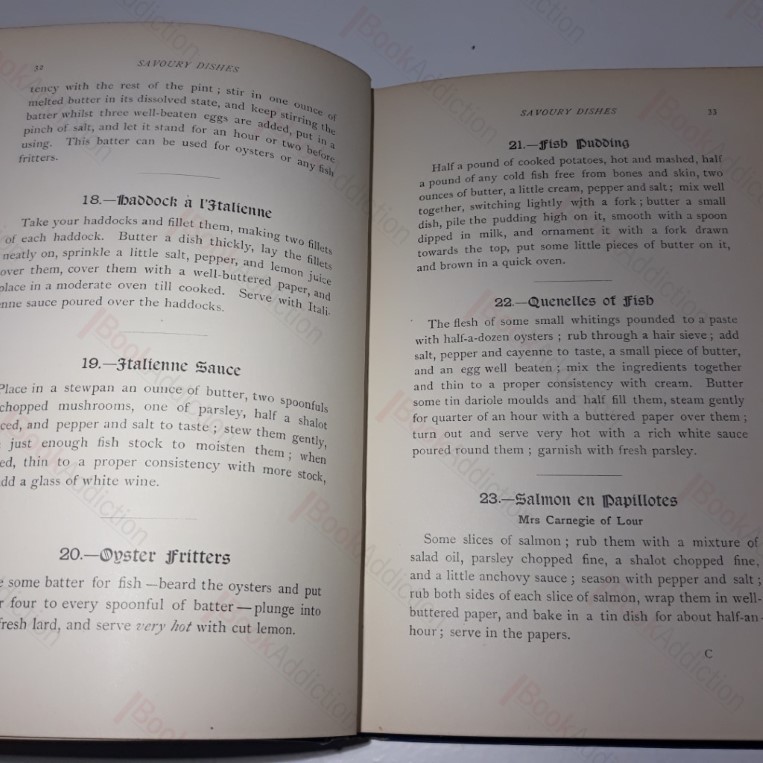 32
SAVOURY DISHES
tency with the rest of the pint ; stir in one ounce of
melted butter in its dissolved state, and keep stirring the
batter whilst three well-beaten eggs are added, put in a
pinch of salt, and let it stand for an hour or two before
using. This batter can be used for oysters or any fish
fritters.
18.—Haddock à l'Italienne
Take your haddocks and fillet them, making two fillets
of each haddock. Butter a dish thickly, lay the fillets
neatly on, sprinkle a little salt, pepper, and lemon juice
over them, cover them with a well-buttered paper, and
place in a moderate oven till cooked. Serve with Itali-
nne sauce poured over the haddocks.
19.—Italienne Sauce
Place in a stewpan an ounce of butter, two spoonfuls
chopped mushrooms, one of parsley, half a shalot
ced, and pepper and salt to taste ; stew them gently,
just enough fish stock to moisten them ; when
ed, thin to a proper consistency with more stock,
dd a glass of white wine.
20.—Oyster Fritters
some batter for fish—beard the oysters and put
r four to every spoonful of batter—plunge into
fresh lard, and serve very hot with cut lemon.
SAVOURY DISHES
33
21.—Fish Pudding
Half a pound of cooked potatoes, hot and mashed, half
a pound of any cold fish free from bones and skin, two
ounces of butter, a little cream, pepper and salt ; mix well
together, switching lightly with a fork ; butter a small
dish, pile the pudding high on it, smooth with a spoon
dipped in milk, and ornament it with a fork drawn
towards the top, put some little pieces of butter on it,
and brown in a quick oven.
22.—Quenelles of Fish
The flesh of some small whitings pounded to a paste
with half-a-dozen oysters ; rub through a hair sieve ; add
salt, pepper and cayenne to taste, a small piece of butter,
and an egg well beaten ; mix the ingredients together
and thin to a proper consistency with cream. Butter
some tin dariole moulds and half fill them, steam gently
for quarter of an hour with a buttered paper over them ;
turn out and serve very hot with a rich white sauce
poured round them ; garnish with fresh parsley.
23.—Salmon en Papillotes
Mrs Carnegie of Lour
Some slices of salmon ; rub them with a mixture of
salad oil, parsley chopped fine, a shalot chopped fine,
and a little anchovy sauce ; season with pepper and salt ;
rub both sides of each slice of salmon, wrap them in well-
buttered paper, and bake in a tin dish for about half-an-
hour ; serve in the papers.
C
BookAddiction